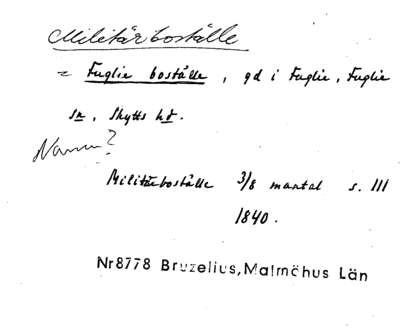 Militärboställe
= Fuglie boställe, gd i Fuglie, Fuglie
sn, Skytts hd.
Namn?
Militärboställe 3/8 mantal s. 111
1840.
Nr8778 Bruzelius, Malmöhus Län